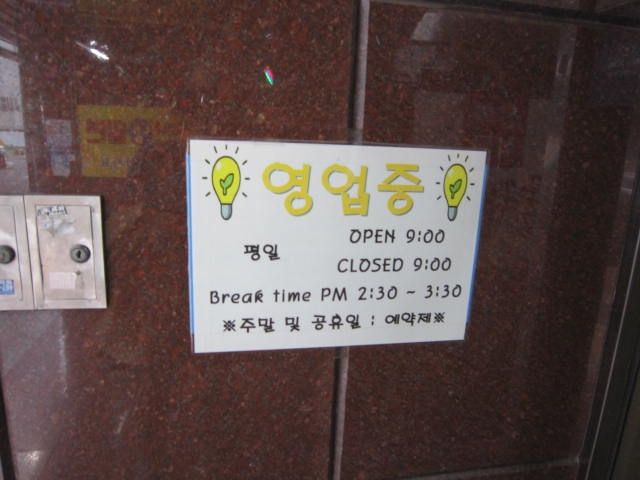 영업중
평일
OPEN 9:00
CLOSED 9:00
Break time PM 2:30 ~ 3:30
※주말 및 공휴일 : 예약제※